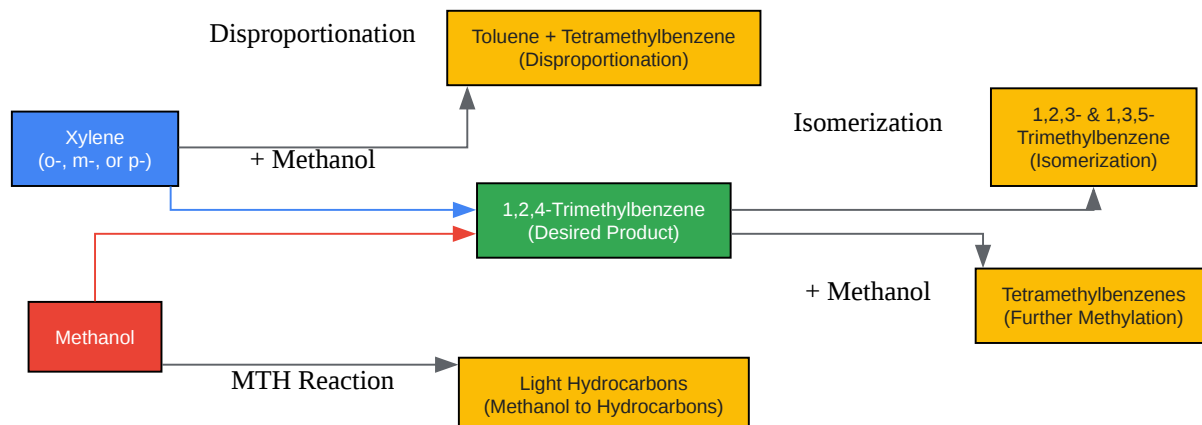 Disproportionation
Toluene + Tetramethylbenzene
(Disproportionation)
Xylene
(o-, m-, or p-)
+ Methanol
Isomerization
1,2,3- & 1,3,5-
Trimethylbenzene
(Isomerization)
1,2,4-Trimethylbenzene
(Desired Product)
+ Methanol
Tetramethylbenzenes
(Further Methylation)
Methanol
MTH Reaction
Light Hydrocarbons
(Methanol to Hydrocarbons)